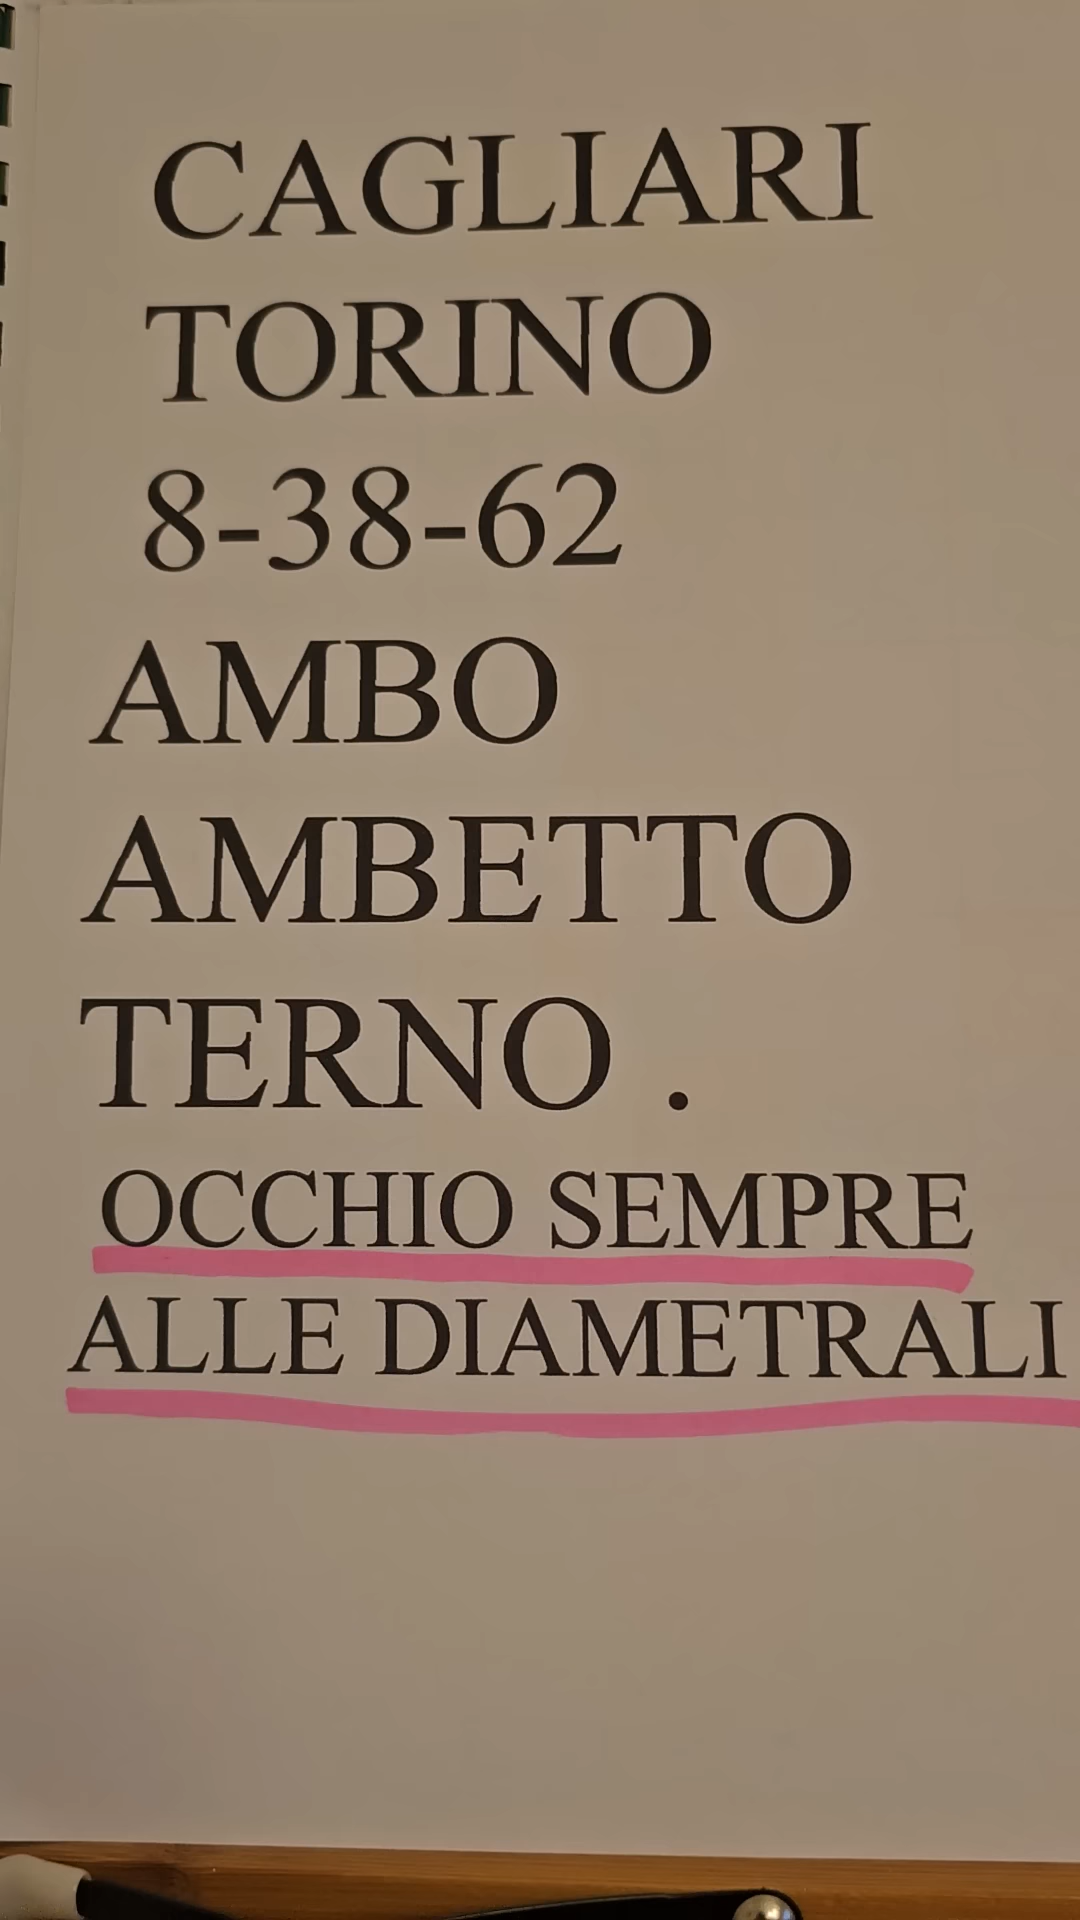 CAGLIARI
TORINO
8-38-62
AMBO
AMBETTO
TERNO .
OCCHIO SEMPRE
ALLE DIAMETRALI